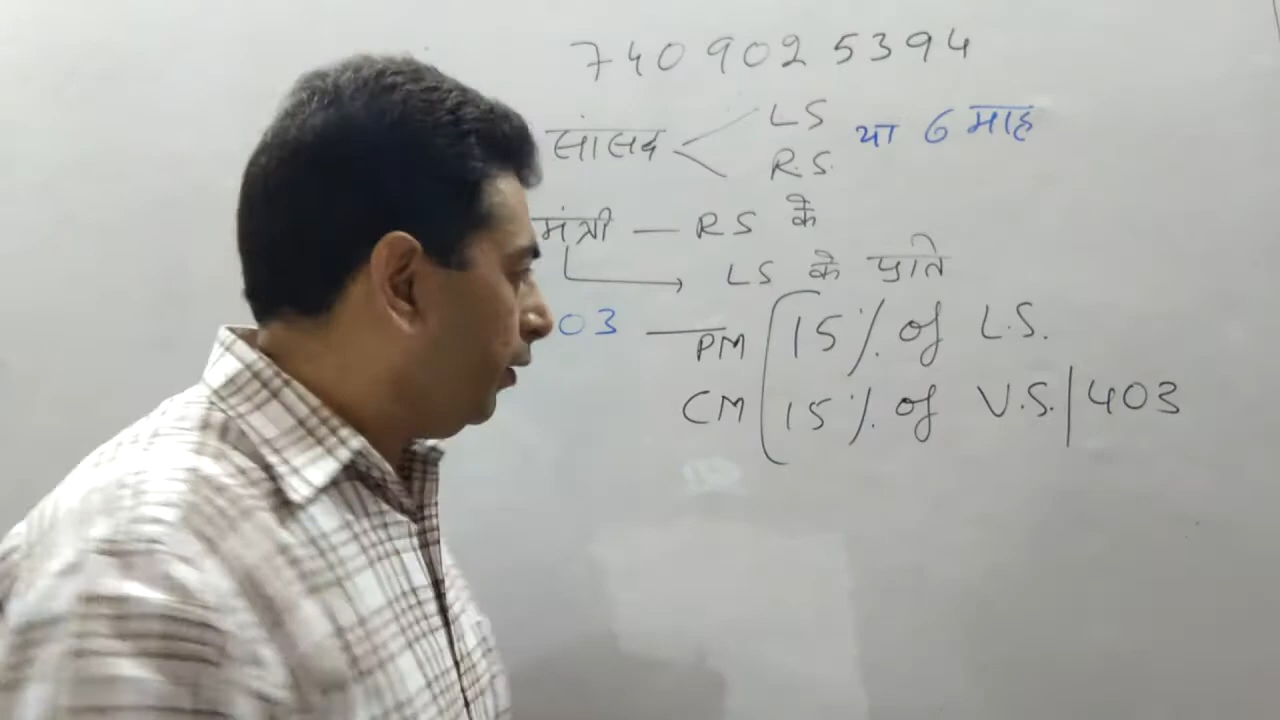 7409025394
सांसद LS या 6 माह
R.S.
मंत्री — RS के
LS के प्रति
03 — PM 15% of L.S.
CM 15% of V.S. | 403